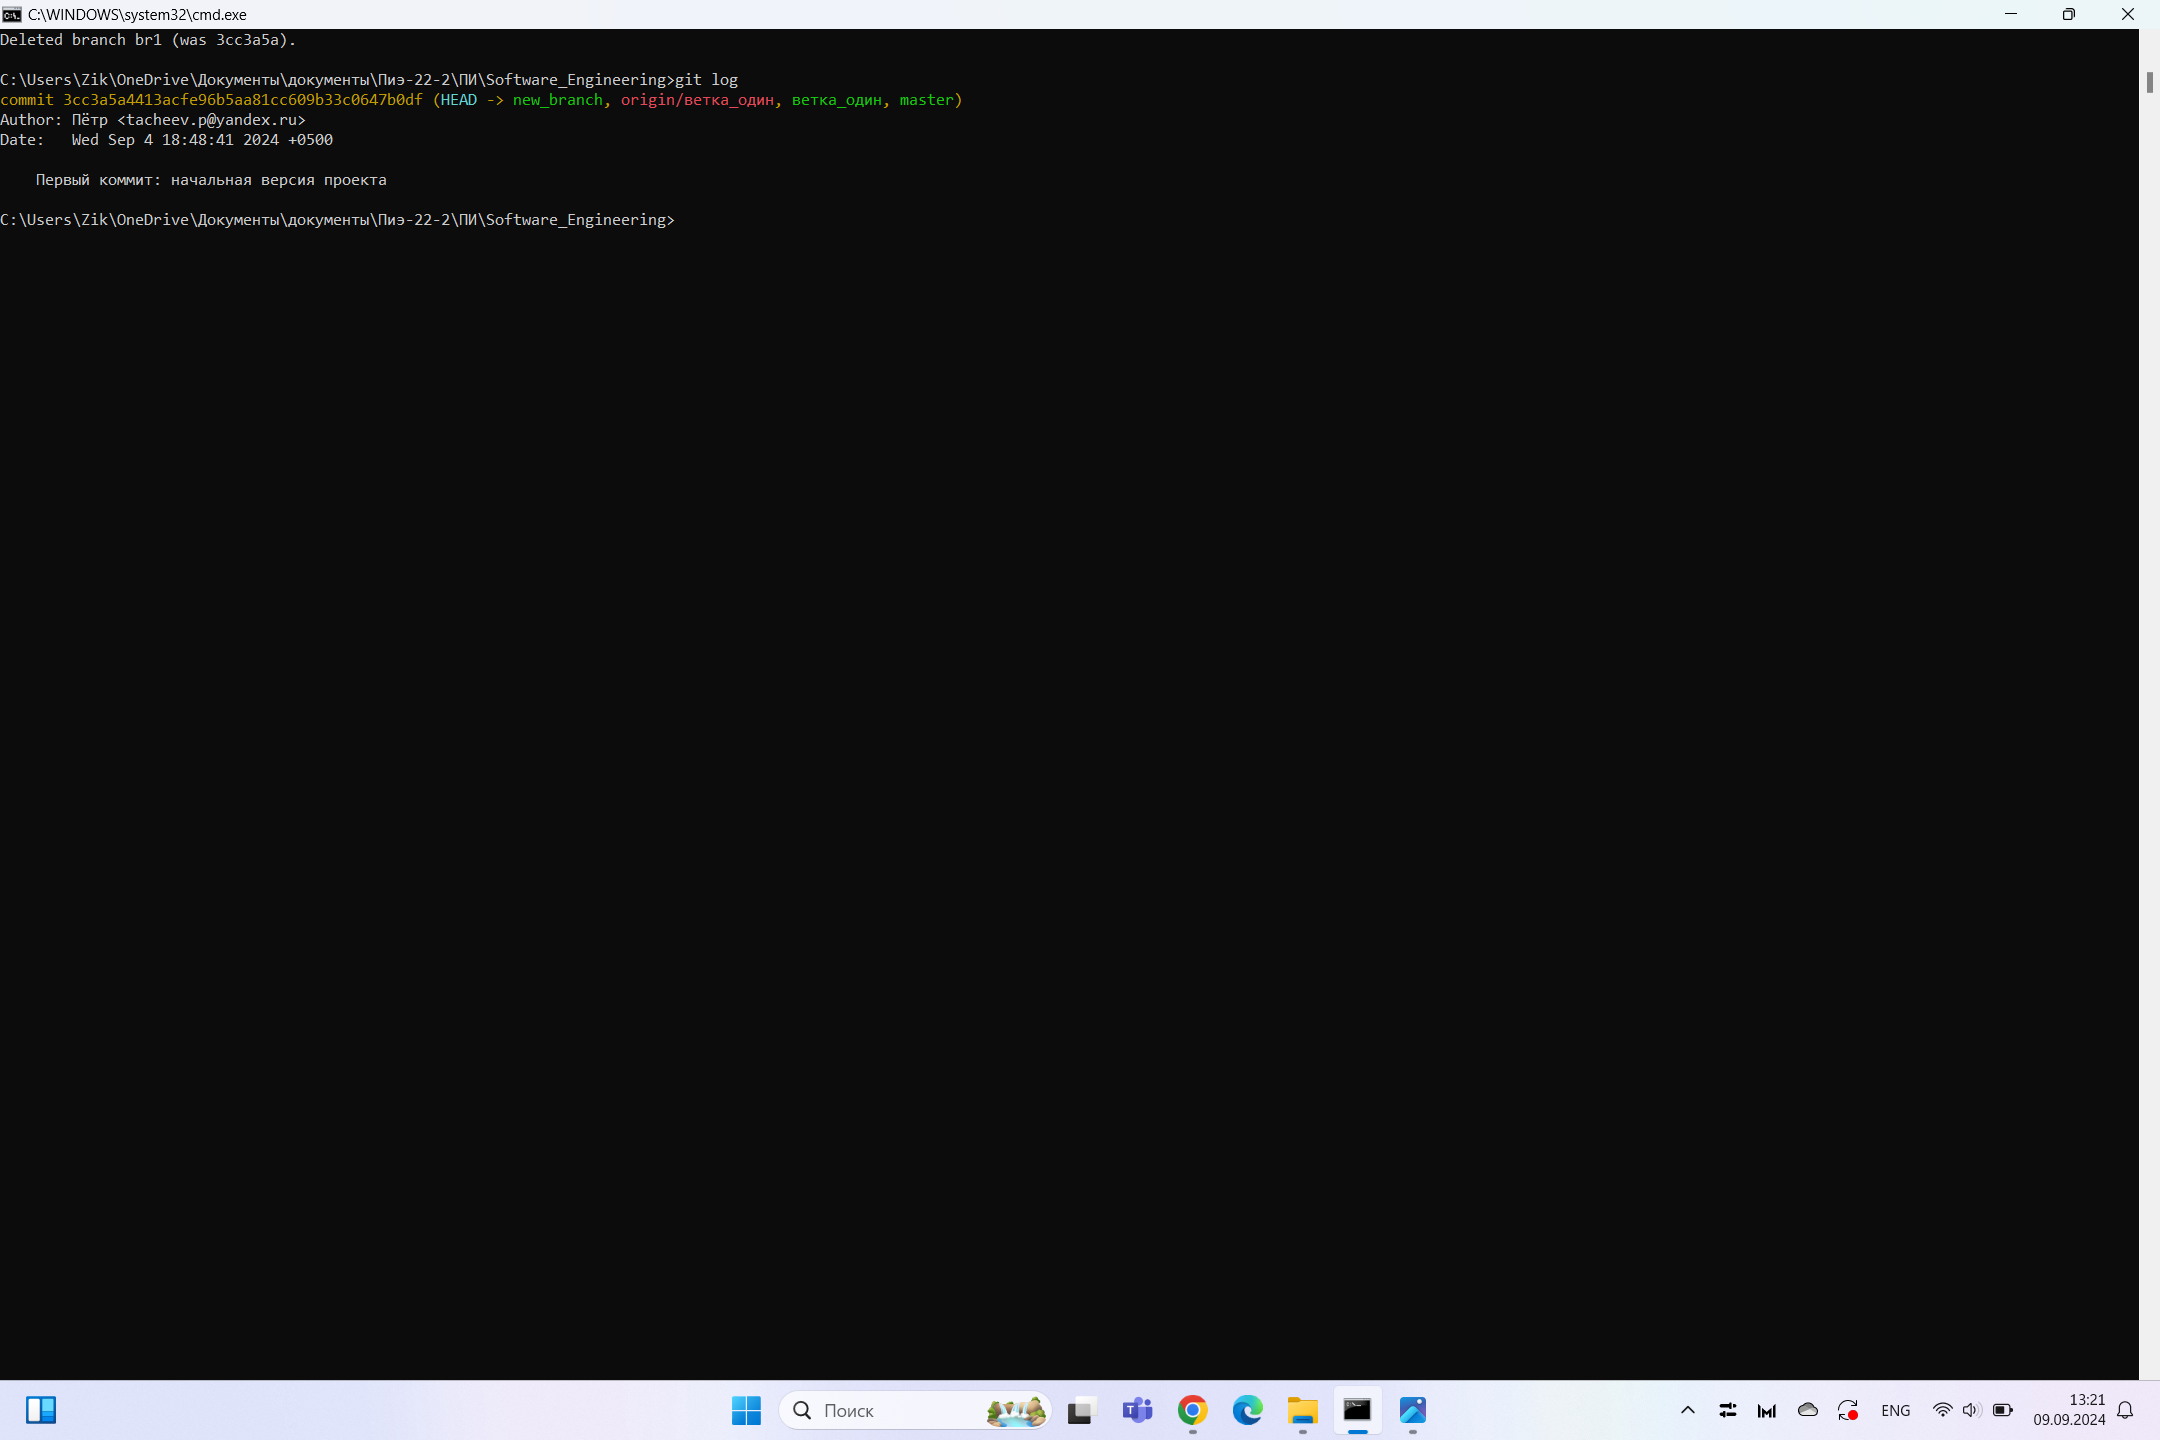 C:\WINDOWS\system32\cmd.exe
Deleted branch br1 (was 3cc3a5a).
C:\Users\Zik\OneDrive\Документы\документы\Пиэ-22-2\ПИ\Software_Engineering>git log
commit 3cc3a5a4413acfe96b5aa81cc609b33c0647b0df (HEAD -> new_branch, origin/ветка_один, ветка_один, master)
Author: Пётр <tacheev.p@yandex.ru>
Date:   Wed Sep 4 18:48:41 2024 +0500
    Первый коммит: начальная версия проекта
C:\Users\Zik\OneDrive\Документы\документы\Пиэ-22-2\ПИ\Software_Engineering>
Поиск
ENG
13:21
09.09.2024